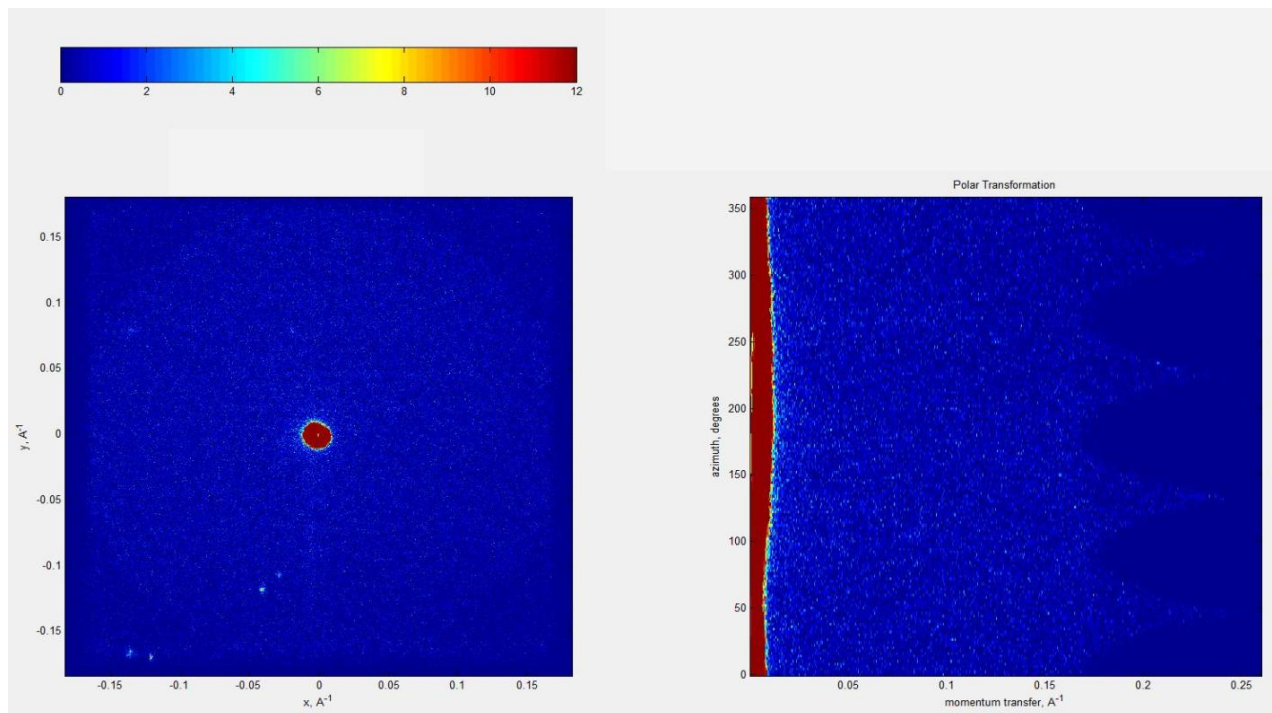 0 2 4 6 8 10 12
Polar Transformation
0.15
0.1
0.05
0
-0.05
-0.1
-0.15
y, A⁻¹
-0.15 -0.1 -0.05 0 0.05 0.1 0.15
x, A⁻¹
350
300
250
200
150
100
50
0
azimuth, degrees
0.05 0.1 0.15 0.2 0.25
momentum transfer, A⁻¹